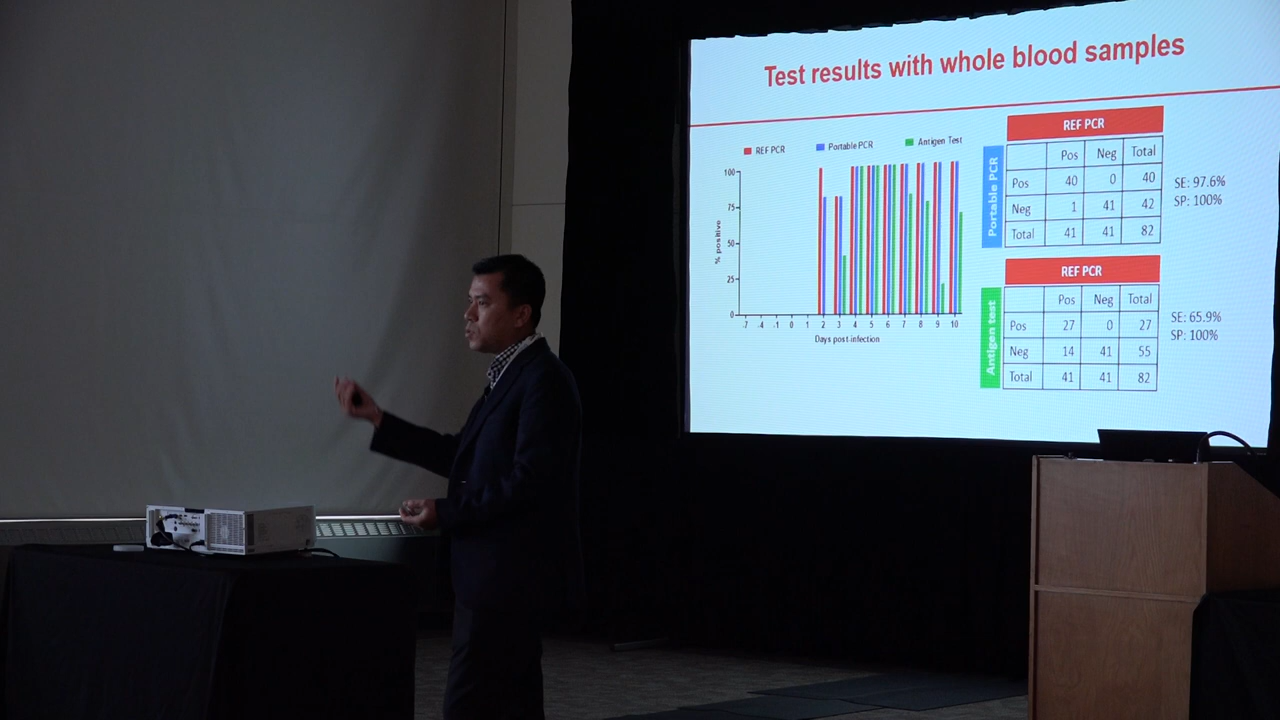 Test results with whole blood samples
REF PCR Portable PCR Antigen Test
100
75
50
25
0
% positive
-7 -4 -1 0 1 2 3 4 5 6 7 8 9 10
Days post-infection
Portable PCR
REF PCR
Pos Neg Total
Pos 40 0 40
Neg 1 41 42
Total 41 41 82
SE: 97.6%
SP: 100%
Antigen test
REF PCR
Pos Neg Total
Pos 27 0 27
Neg 14 41 55
Total 41 41 82
SE: 65.9%
SP: 100%